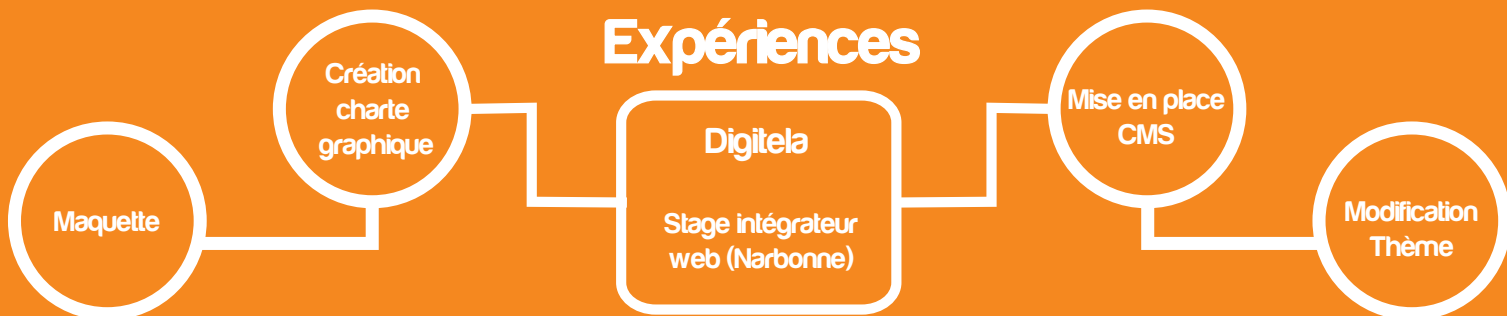 Expériences
Maquette
Création
charte
graphique
Digitela
Stage intégrateur
web (Narbonne)
Mise en place
CMS
Modification
Thème